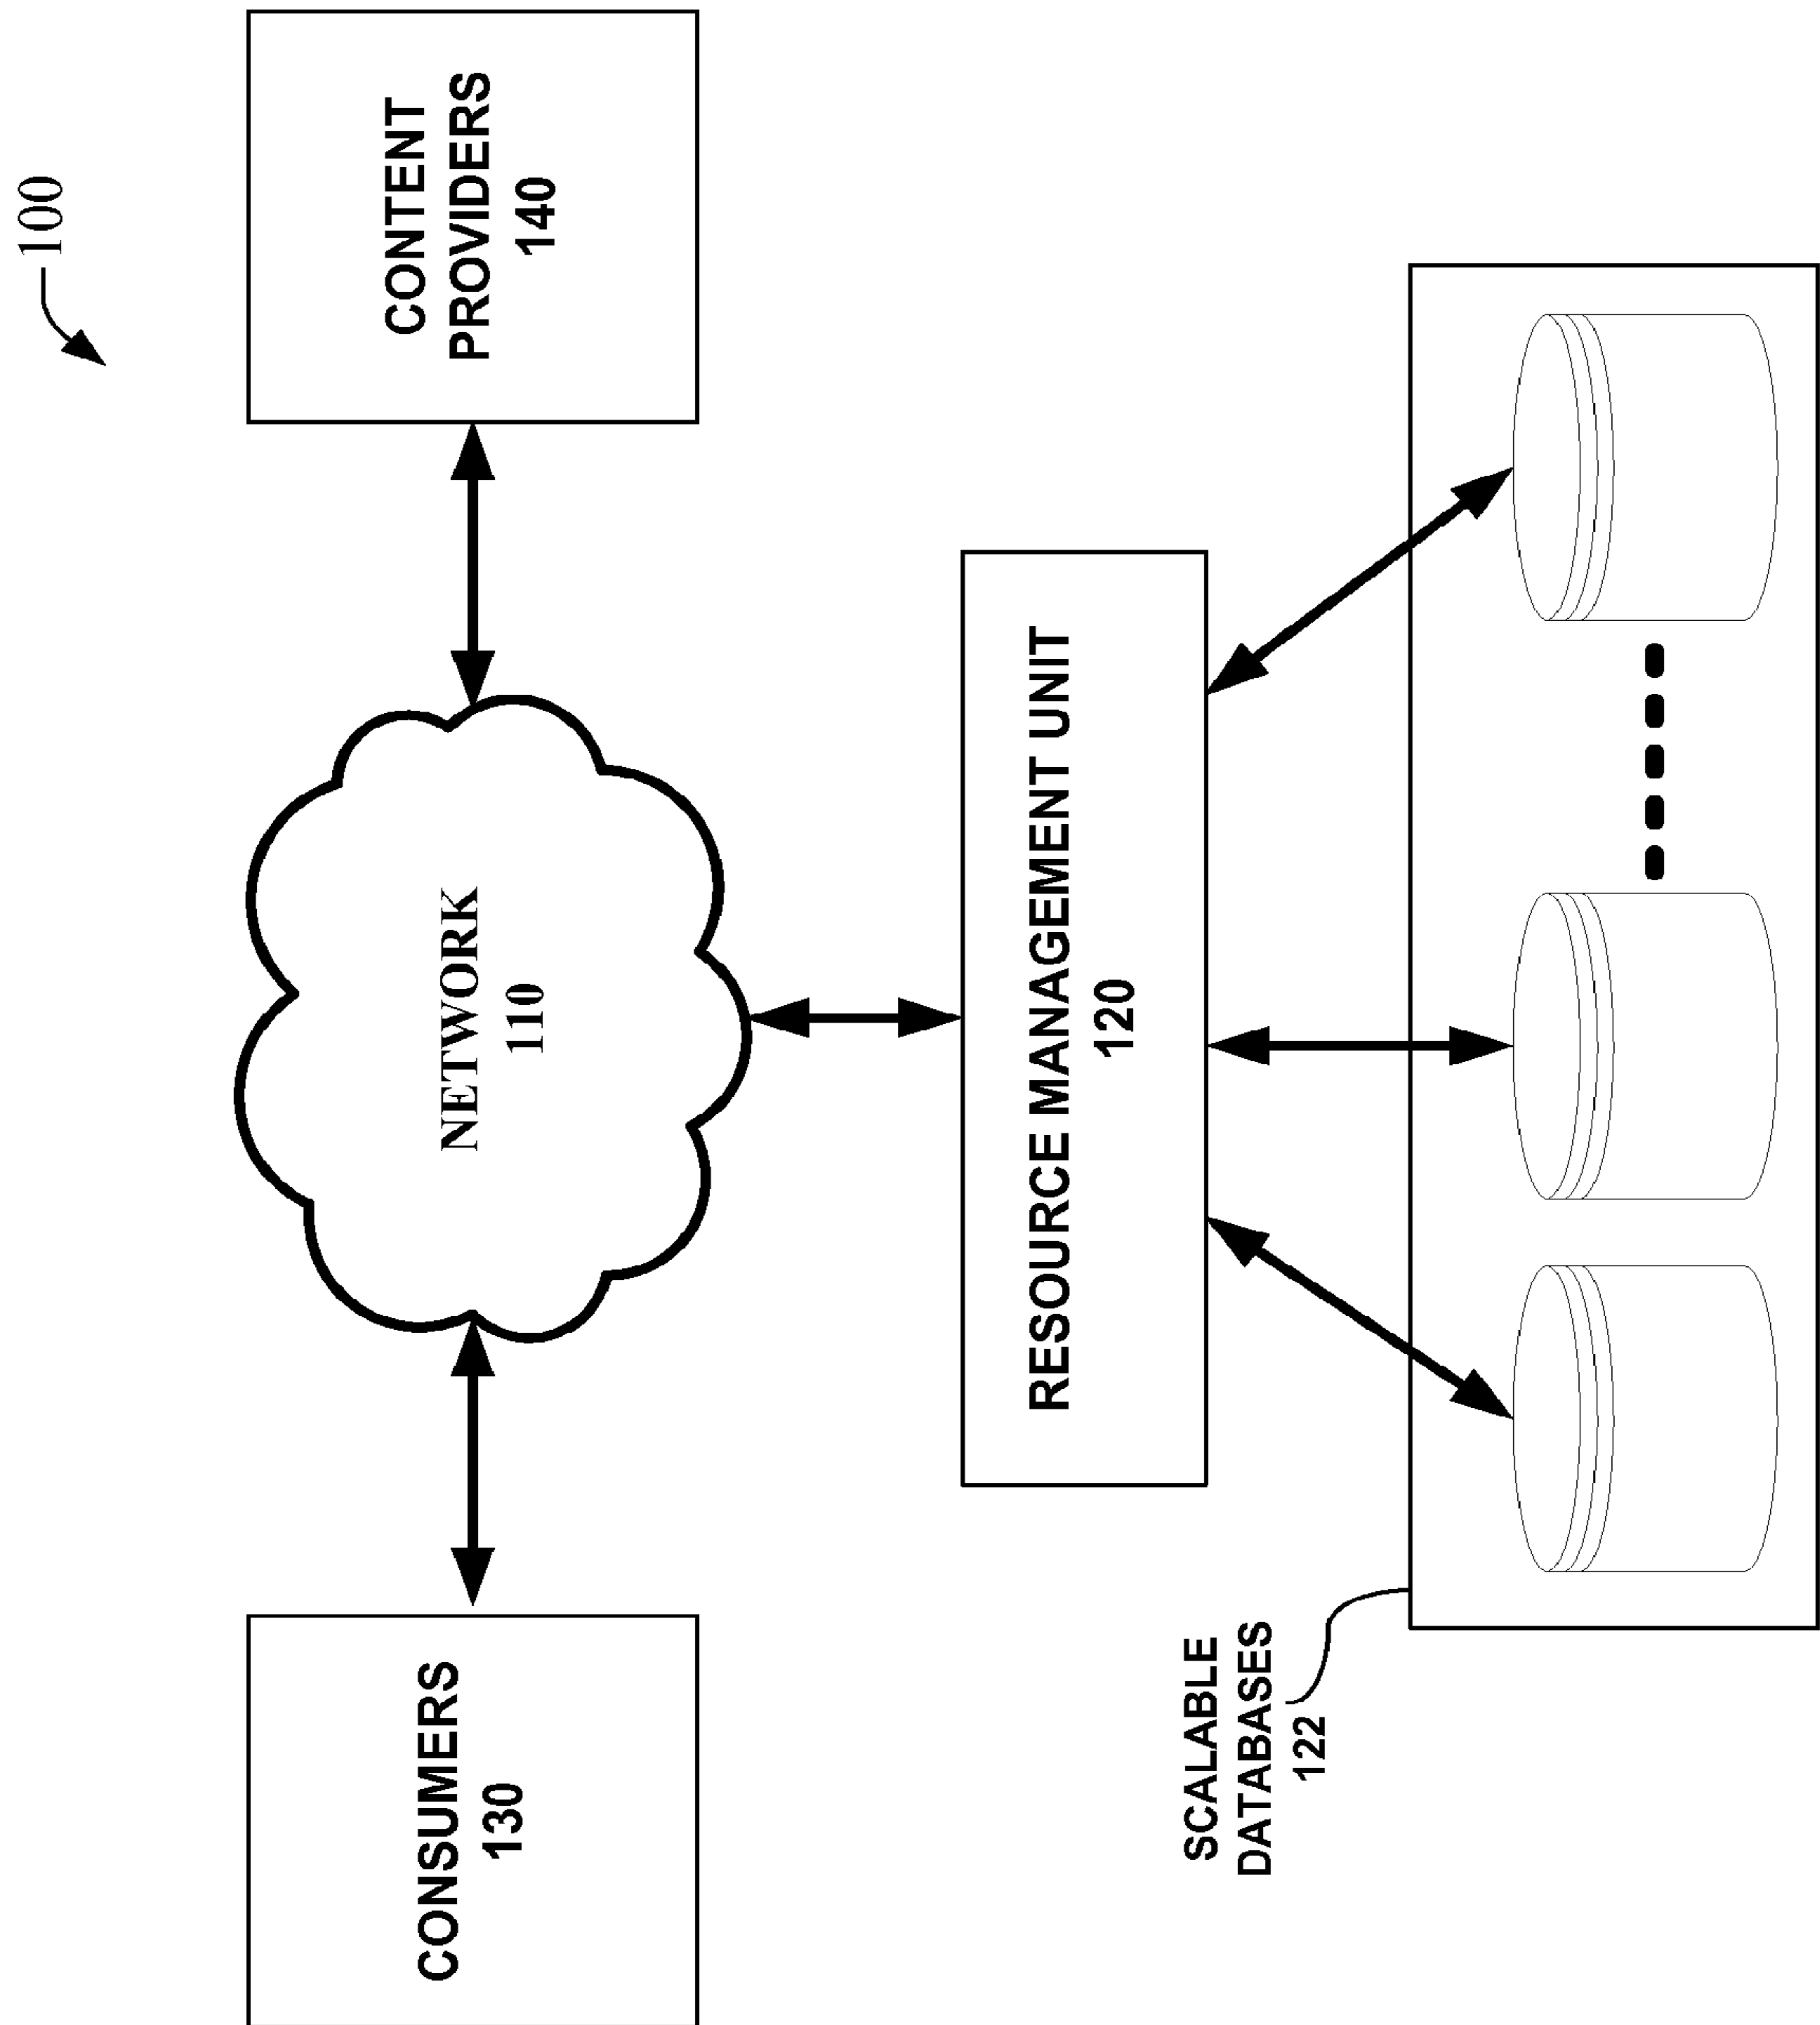 100
CONSUMERS
130
NETWORK
110
CONTENT
PROVIDERS
140
RESOURCE MANAGEMENT UNIT
120
SCALABLE
DATABASES
122